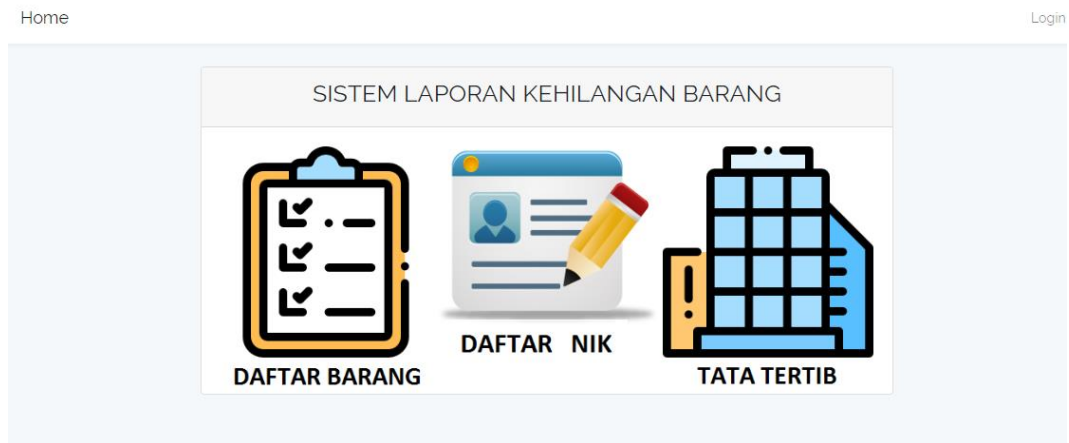 Home
Login
SISTEM LAPORAN KEHILANGAN BARANG
DAFTAR BARANG
DAFTAR NIK
TATA TERTIB